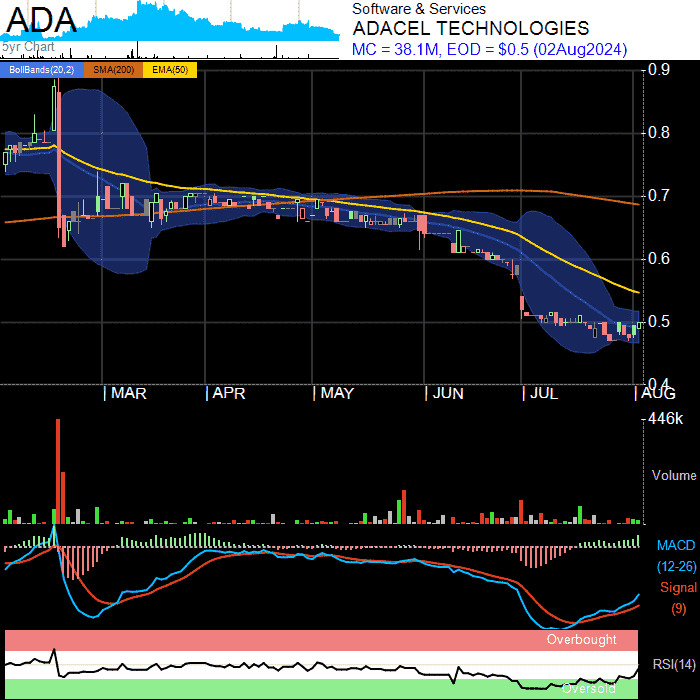 ADA
5yr Chart
Software & Services
ADACEL TECHNOLOGIES
MC = 38.1M, EOD = $0.5 (02Aug2024)
BollBands(20,2) SMA(200) EMA(50)
0.9
0.8
0.7
0.6
0.5
0.4
MAR APR MAY JUN JUL AUG
446k
Volume
MACD
(12-26)
Signal
(9)
Overbought
RSI(14)
Oversold